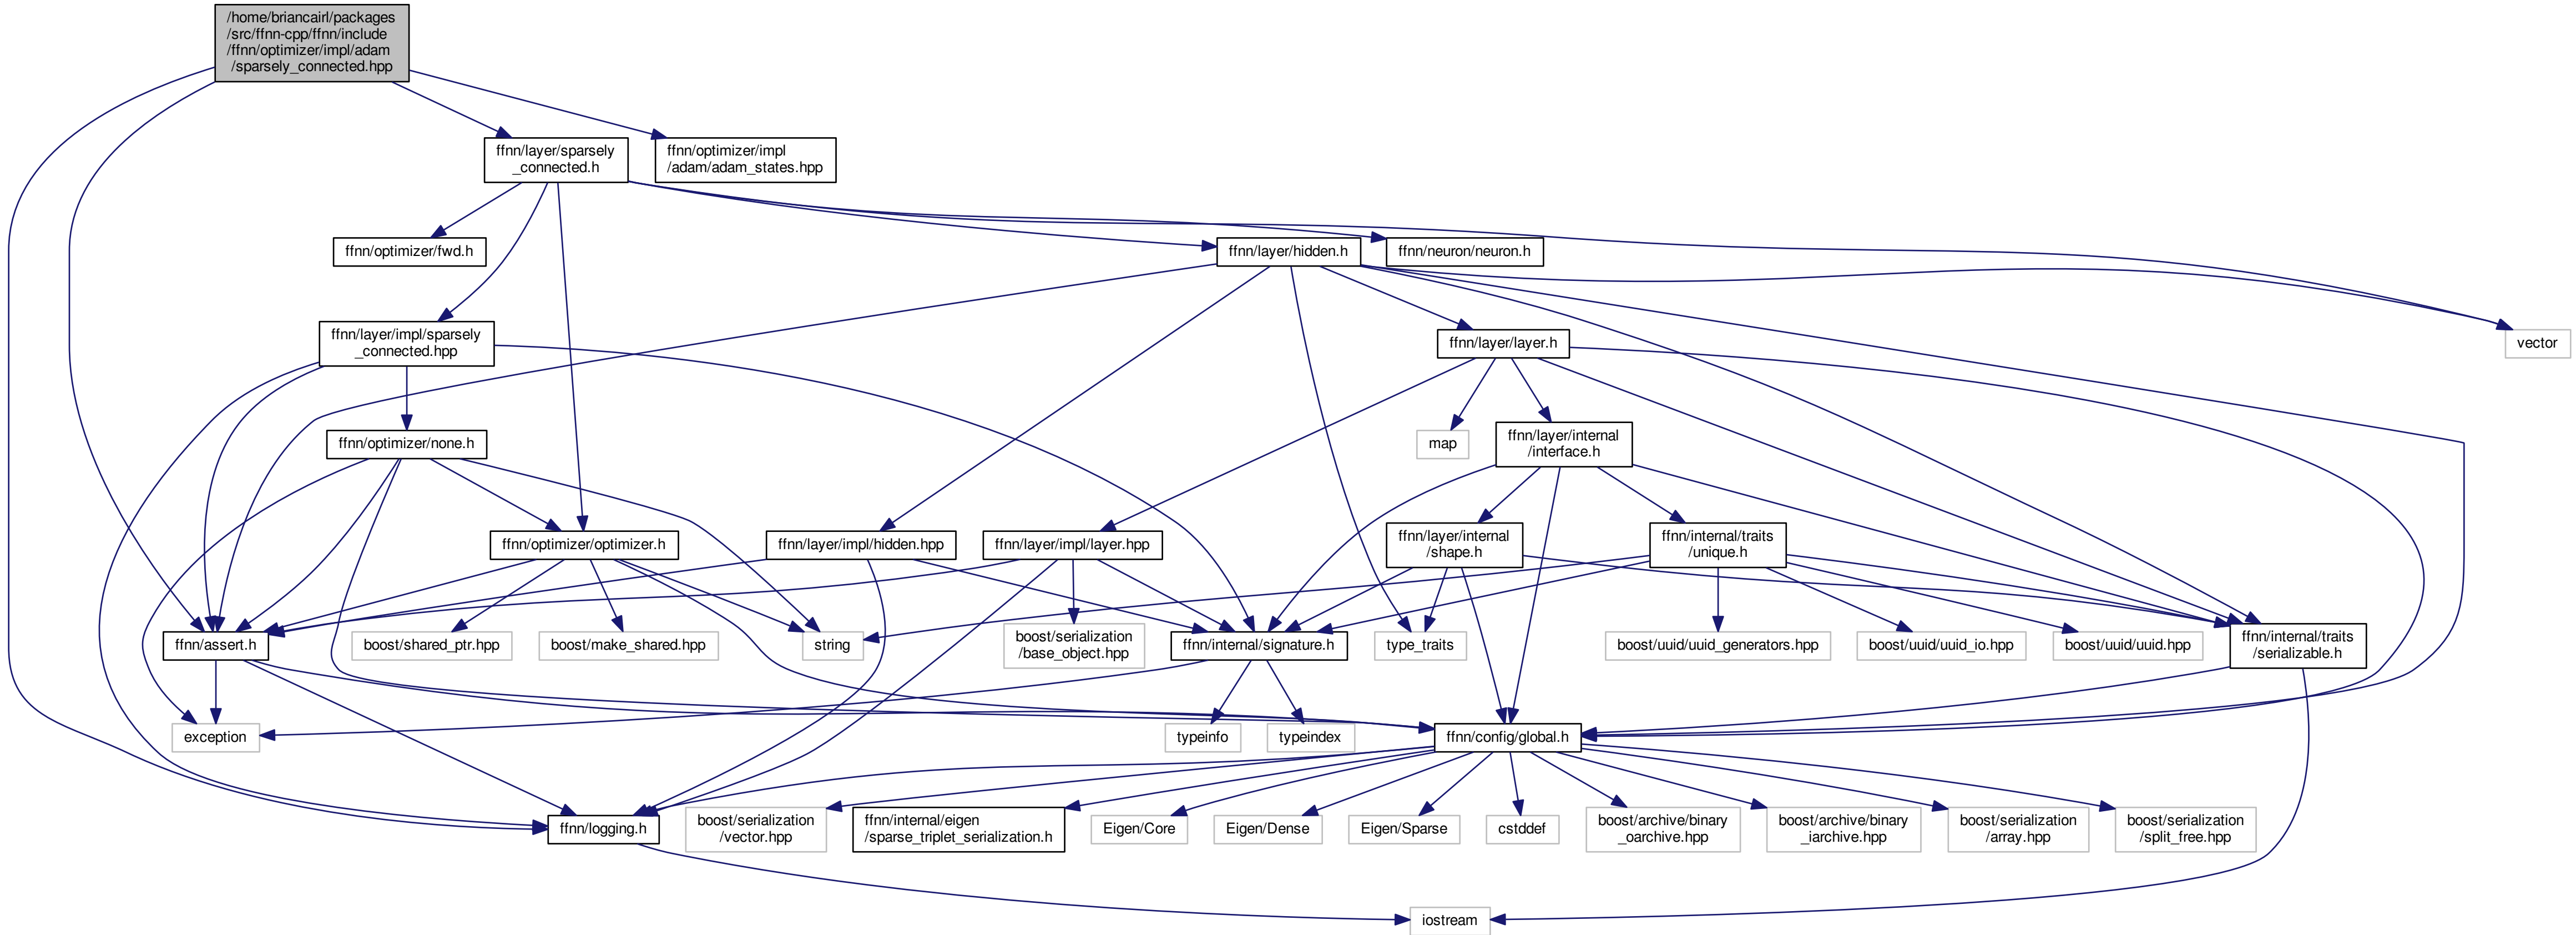 /home/briancairl/packages
/src/ffnn-cpp/ffnn/include
/ffnn/optimizer/impl/adam
/sparsely_connected.hpp
ffnn/layer/sparsely
_connected.h
ffnn/optimizer/impl
/adam/adam_states.hpp
ffnn/optimizer/fwd.h
ffnn/layer/hidden.h
ffnn/neuron/neuron.h
ffnn/layer/impl/sparsely
_connected.hpp
ffnn/layer/layer.h
vector
ffnn/optimizer/none.h
map
ffnn/layer/internal
/interface.h
ffnn/optimizer/optimizer.h
ffnn/layer/impl/hidden.hpp
ffnn/layer/impl/layer.hpp
ffnn/layer/internal
/shape.h
ffnn/internal/traits
/unique.h
ffnn/assert.h
boost/shared_ptr.hpp
boost/make_shared.hpp
string
boost/serialization
/base_object.hpp
ffnn/internal/signature.h
type_traits
boost/uuid/uuid_generators.hpp
boost/uuid/uuid_io.hpp
boost/uuid/uuid.hpp
ffnn/internal/traits
/serializable.h
exception
typeinfo
typeindex
ffnn/config/global.h
ffnn/logging.h
boost/serialization
/vector.hpp
ffnn/internal/eigen
/sparse_triplet_serialization.h
Eigen/Core
Eigen/Dense
Eigen/Sparse
cstddef
boost/archive/binary
_oarchive.hpp
boost/archive/binary
_iarchive.hpp
boost/serialization
/array.hpp
boost/serialization
/split_free.hpp
iostream